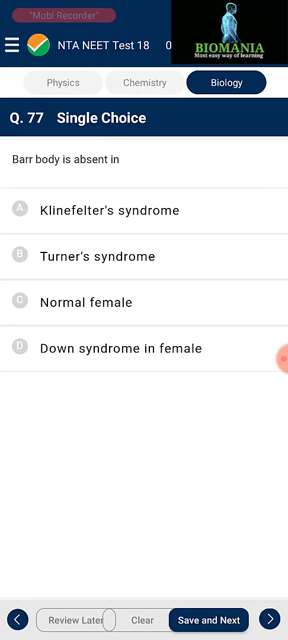 "Mobi Recorder"
NTA NEET Test 18 0
BIOMANIA
Most easy way of learning
Physics Chemistry Biology
Q. 77 Single Choice
Barr body is absent in
A Klinefelter's syndrome
B Turner's syndrome
C Normal female
D Down syndrome in female
Review Later Clear Save and Next